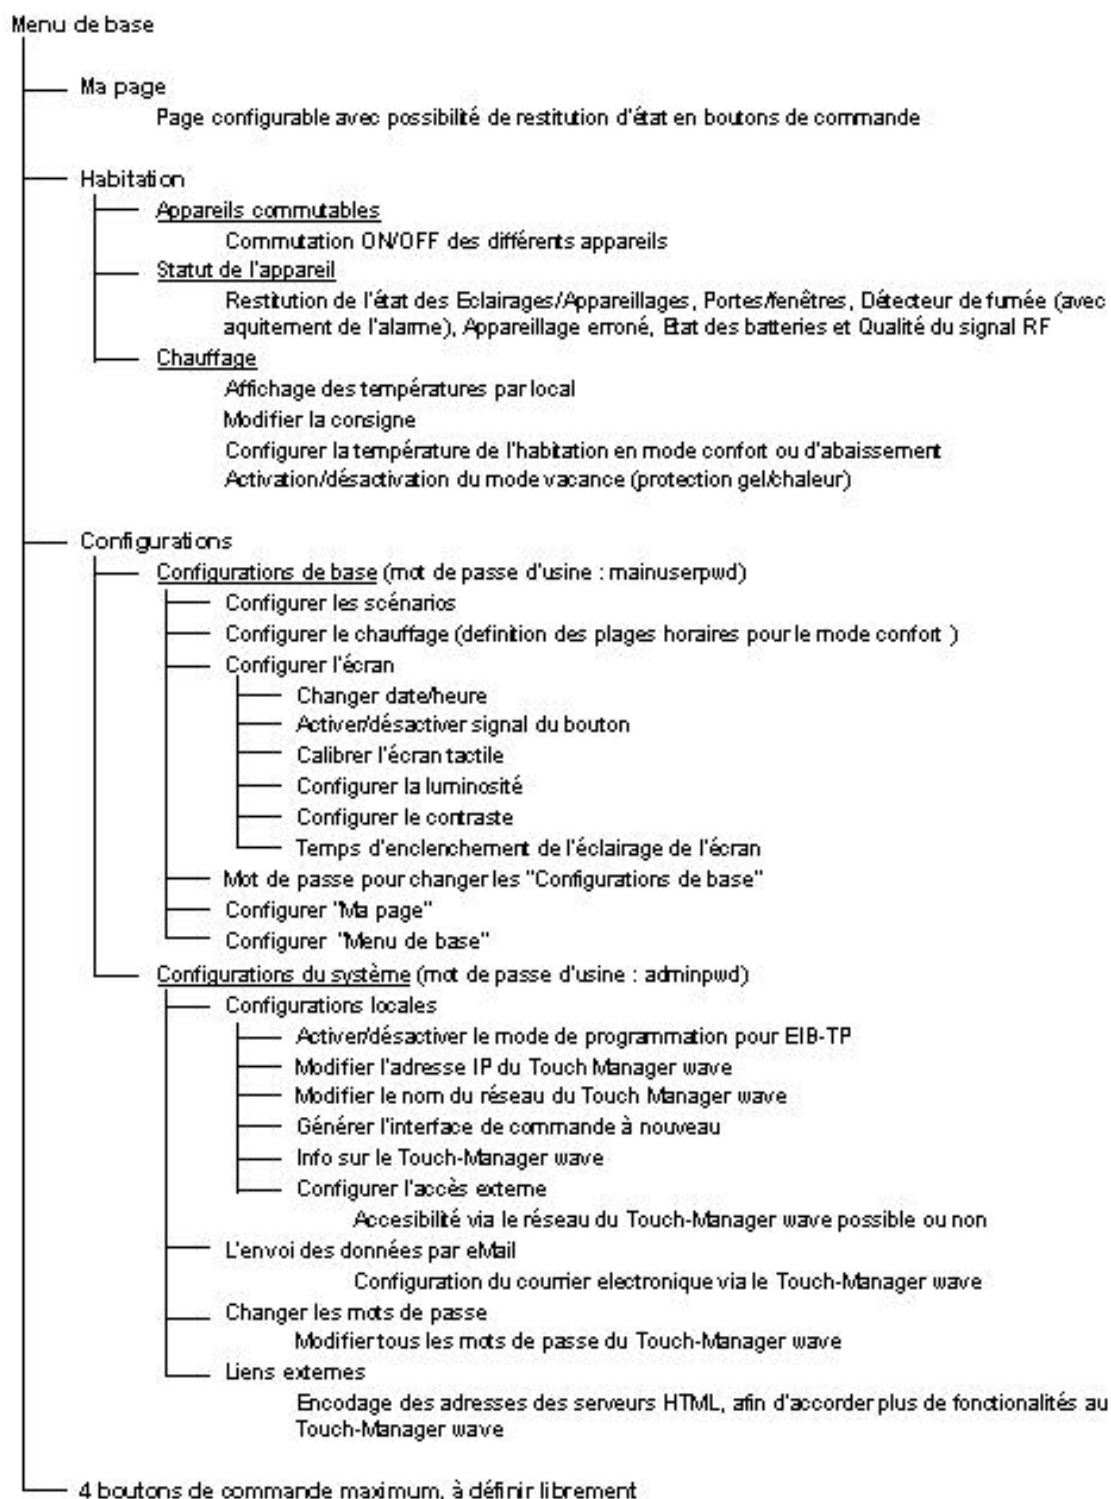 Menu de base
Ma page
Page configurable avec possibilité de restitution d'état en boutons de commande
Habitation
Appareils commutables
Commutation ON/OFF des différents appareils
Statut de l'appareil
Restitution de l'état des Eclairages/Appareillages, Portes/fenêtres, Détecteur de fumée (avec
aquitement de l'alarme), Appareillage erroné, Etat des batteries et Qualité du signal RF
Chauffage
Affichage des températures par local
Modifier la consigne
Configurer la température de l'habitation en mode confort ou d'abaissement
Activation/désactivation du mode vacance (protection gel/chaleur)
Configurations
Configurations de base (mot de passe d'usine : mainuserpwd)
Configurer les scénarios
Configurer le chauffage (definition des plages horaires pour le mode confort )
Configurer l'écran
Changer date/heure
Activer/désactiver signal du bouton
Calibrer l'écran tactile
Configurer la luminosité
Configurer le contraste
Temps d'enclenchement de l'éclairage de l'écran
Mot de passe pour changer les "Configurations de base"
Configurer "Ma page"
Configurer "Menu de base"
Configurations du système (mot de passe d'usine : adminpwd)
Configurations locales
Activer/désactiver le mode de programmation pour EIB-TP
Modifier l'adresse IP du Touch Manager wave
Modifier le nom du réseau du Touch Manager wave
Générer l'interface de commande à nouveau
Info sur le Touch-Manager wave
Configurer l'accès externe
Accesibilité via le réseau du Touch-Manager wave possible ou non
L'envoi des données par eMail
Configuration du courrier electronique via le Touch-Manager wave
Changer les mots de passe
Modifier tous les mots de passe du Touch-Manager wave
Liens externes
Encodage des adresses des serveurs HTML, afin d'accorder plus de fonctionalités au
Touch-Manager wave
4 boutons de commande maximum, à définir librement